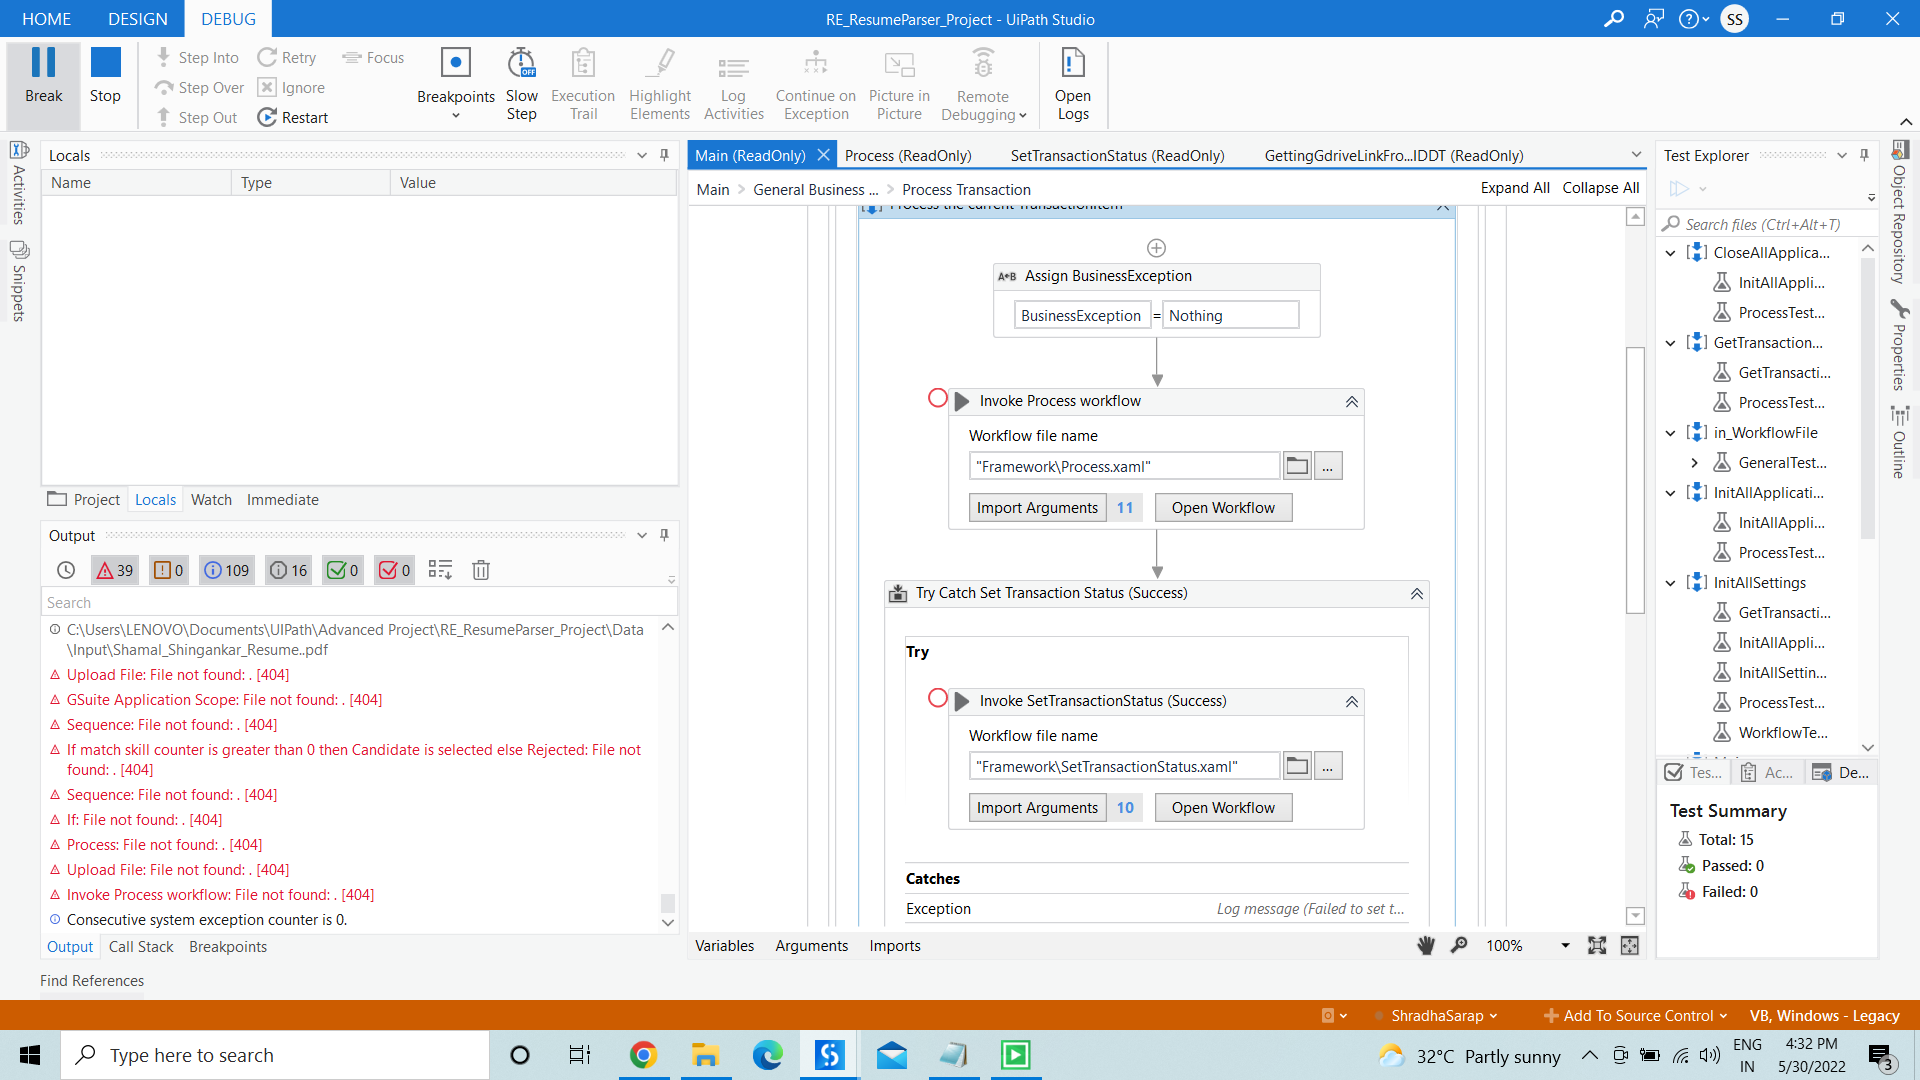 HOME DESIGN DEBUG RE_ResumeParser_Project - UiPath Studio SS
Break
Stop
Step Into
Step Over
Step Out
Retry
Ignore
Restart
Focus
Breakpoints
OFF
Slow
Step
Execution
Trail
Highlight
Elements
Log
Activities
Continue on
Exception
Picture in
Picture
Remote
Debugging
Open
Logs
Activities
Snippets
Locals
Name Type Value
Project Locals Watch Immediate
Output
39 0 109 16 0 0
Search
C:\Users\LENOVO\Documents\UIPath\Advanced Project\RE_ResumeParser_Project\Data
\Input\Shamal_Shingankar_Resume..pdf
Upload File: File not found: . [404]
GSuite Application Scope: File not found: . [404]
Sequence: File not found: . [404]
If match skill counter is greater than 0 then Candidate is selected else Rejected: File not
found: . [404]
Sequence: File not found: . [404]
If: File not found: . [404]
Process: File not found: . [404]
Upload File: File not found: . [404]
Invoke Process workflow: File not found: . [404]
Consecutive system exception counter is 0.
Output Call Stack Breakpoints
Find References
Main (ReadOnly) Process (ReadOnly) SetTransactionStatus (ReadOnly) GettingGdriveLinkFro...IDDT (ReadOnly)
Main > General Business ... > Process Transaction Expand All Collapse All
Process the current TransactionItem
A+B Assign BusinessException
BusinessException = Nothing
Invoke Process workflow
Workflow file name
"Framework\Process.xaml" ...
Import Arguments 11 Open Workflow
Try Catch Set Transaction Status (Success)
Try
Invoke SetTransactionStatus (Success)
Workflow file name
"Framework\SetTransactionStatus.xaml" ...
Import Arguments 10 Open Workflow
Catches
Exception Log message (Failed to set t...
Variables Arguments Imports 100%
Test Explorer
Search files (Ctrl+Alt+T)
CloseAllApplica...
InitAllAppli...
ProcessTest...
GetTransaction...
GetTransacti...
ProcessTest...
in_WorkflowFile
GeneralTest...
InitAllApplicati...
InitAllAppli...
ProcessTest...
InitAllSettings
GetTransacti...
InitAllAppli...
InitAllSettin...
ProcessTest...
WorkflowTe...
Tes... Ac... De...
Test Summary
Total: 15
Passed: 0
Failed: 0
Object Repository
Properties
Outline
ShradhaSarap Add To Source Control VB, Windows - Legacy
Type here to search
32°C Partly sunny
ENG
IN
4:32 PM
5/30/2022
3